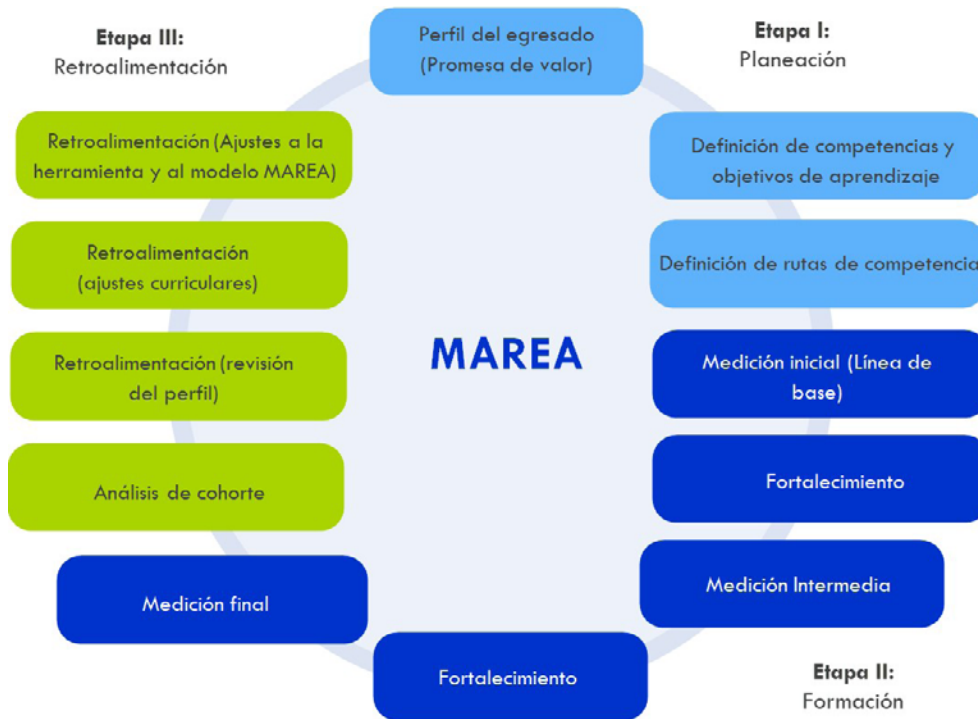 Etapa III:
Retroalimentación
Perfil del egresado
(Promesa de valor)
Etapa I:
Planeación
Retroalimentación (Ajustes a la
herramienta y al modelo MAREA)
Definición de competencias y
objetivos de aprendizaje
Retroalimentación
(ajustes curriculares)
Definición de rutas de competencia
MAREA
Retroalimentación (revisión
del perfil)
Medición inicial (Línea de
base)
Análisis de cohorte
Fortalecimiento
Medición final
Medición Intermedia
Fortalecimiento
Etapa II:
Formación